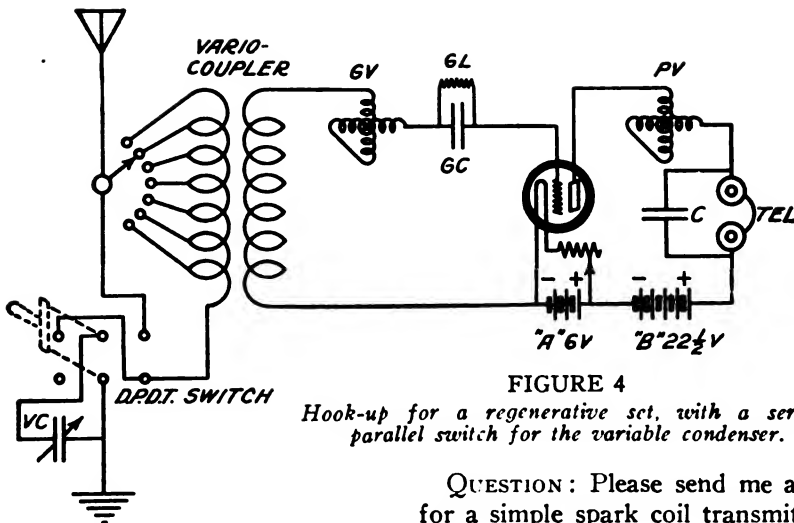 VARIO-
COUPLER
GV
GL
GC
PV
C
TEL
- +
- +
"A" 6V
"B" 22½V
D.P.D.T. SWITCH
VC
FIGURE 4
Hook-up for a regenerative set, with a
parallel switch for the variable condenser.
QUESTION: Please send me a
for a simple spark coil